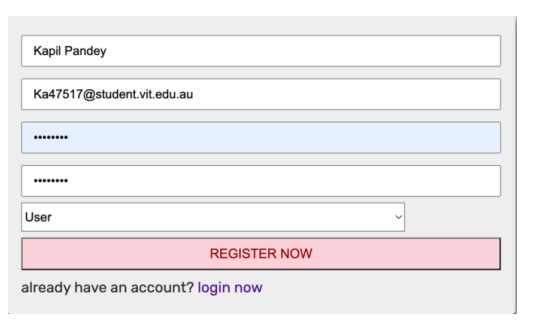 Kapil Pandey
Ka47517@student.vit.edu.au
••••••••
••••••••
User
REGISTER NOW
already have an account? login now